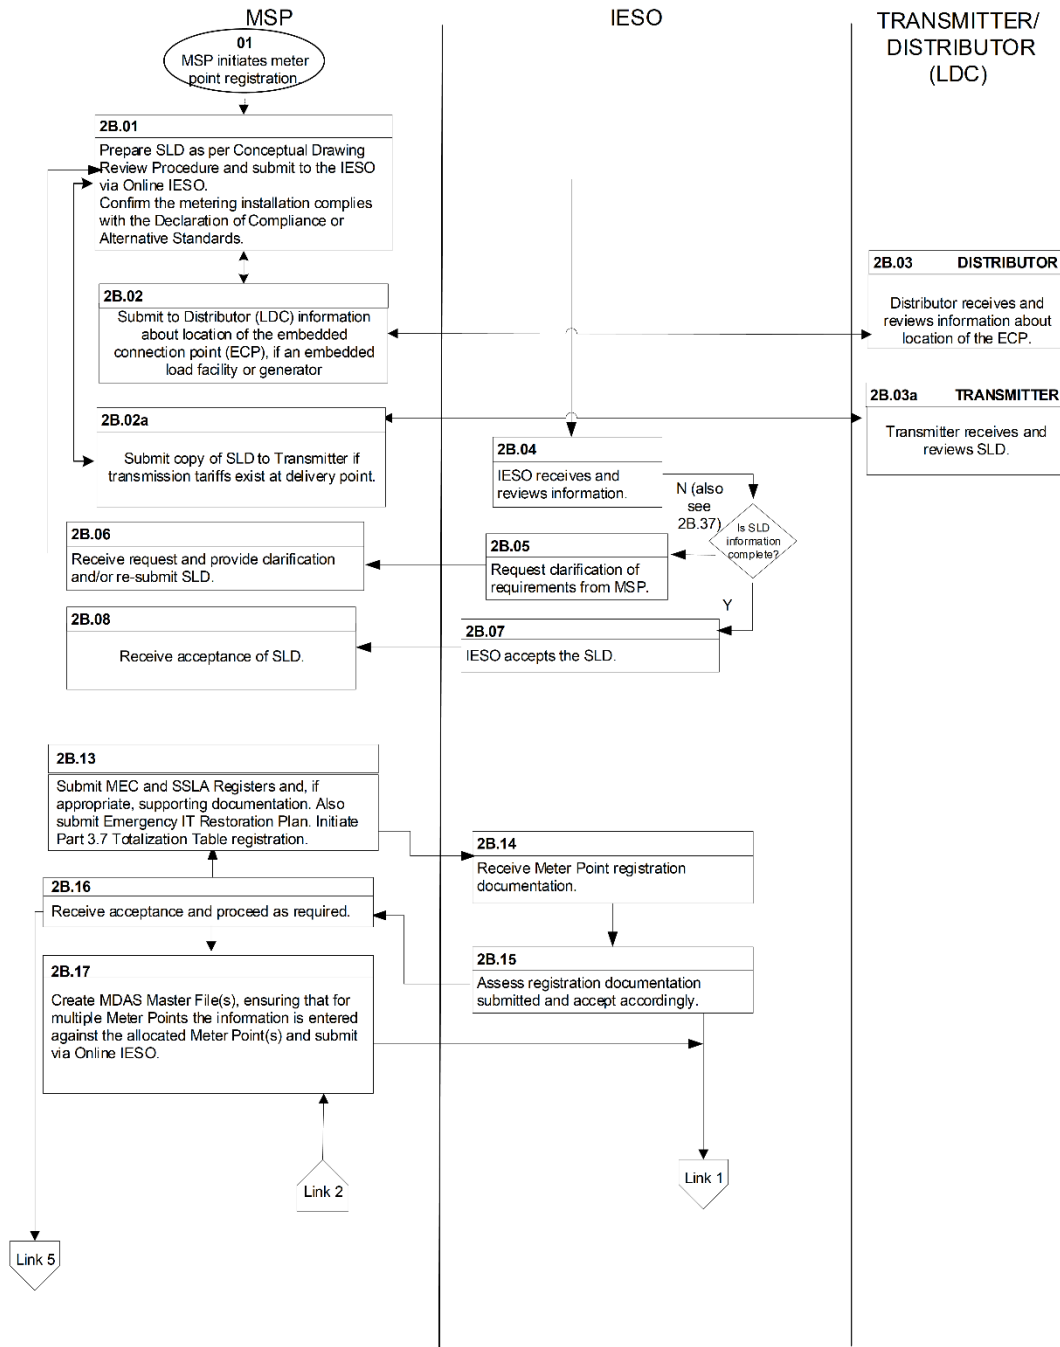 MSP
IESO
TRANSMITTER/
DISTRIBUTOR
(LDC)
01
MSP initiates meter
point registration.
2B.01
Prepare SLD as per Conceptual Drawing
Review Procedure and submit to the IESO
via Online IESO.
Confirm the metering installation complies
with the Declaration of Compliance or
Alternative Standards.
2B.02
Submit to Distributor (LDC) information
about location of the embedded
connection point (ECP), if an embedded
load facility or generator
2B.03 DISTRIBUTOR
Distributor receives and
reviews information about
location of the ECP.
2B.02a
Submit copy of SLD to Transmitter if
transmission tariffs exist at delivery point.
2B.03a TRANSMITTER
Transmitter receives and
reviews SLD.
2B.04
IESO receives and
reviews information.
N (also
see
2B.37)
Is SLD
information
complete?
2B.05
Request clarification of
requirements from MSP.
2B.06
Receive request and provide clarification
and/or re-submit SLD.
Y
2B.07
IESO accepts the SLD.
2B.08
Receive acceptance of SLD.
2B.13
Submit MEC and SSLA Registers and, if
appropriate, supporting documentation. Also
submit Emergency IT Restoration Plan. Initiate
Part 3.7 Totalization Table registration.
2B.14
Receive Meter Point registration
documentation.
2B.16
Receive acceptance and proceed as required.
2B.15
Assess registration documentation
submitted and accept accordingly.
2B.17
Create MDAS Master File(s), ensuring that for
multiple Meter Points the information is entered
against the allocated Meter Point(s) and submit
via Online IESO.
Link 2
Link 1
Link 5